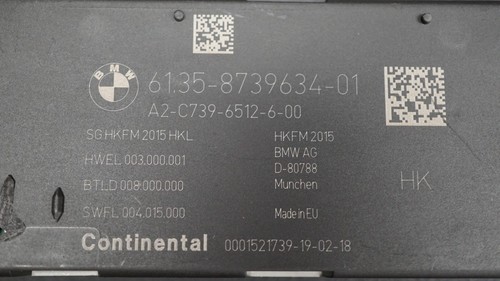 BMW 61.35-8739634-01
A2-C739-6512-6-00
SG HKFM 2015 HKL
HWEL 003.000.001
BTLD 008.000.000
SWFL 004.015.000
HKFM 2015
BMW AG
D-80788
Munchen
Made in EU
HK
Continental 0001521739-19-02-18